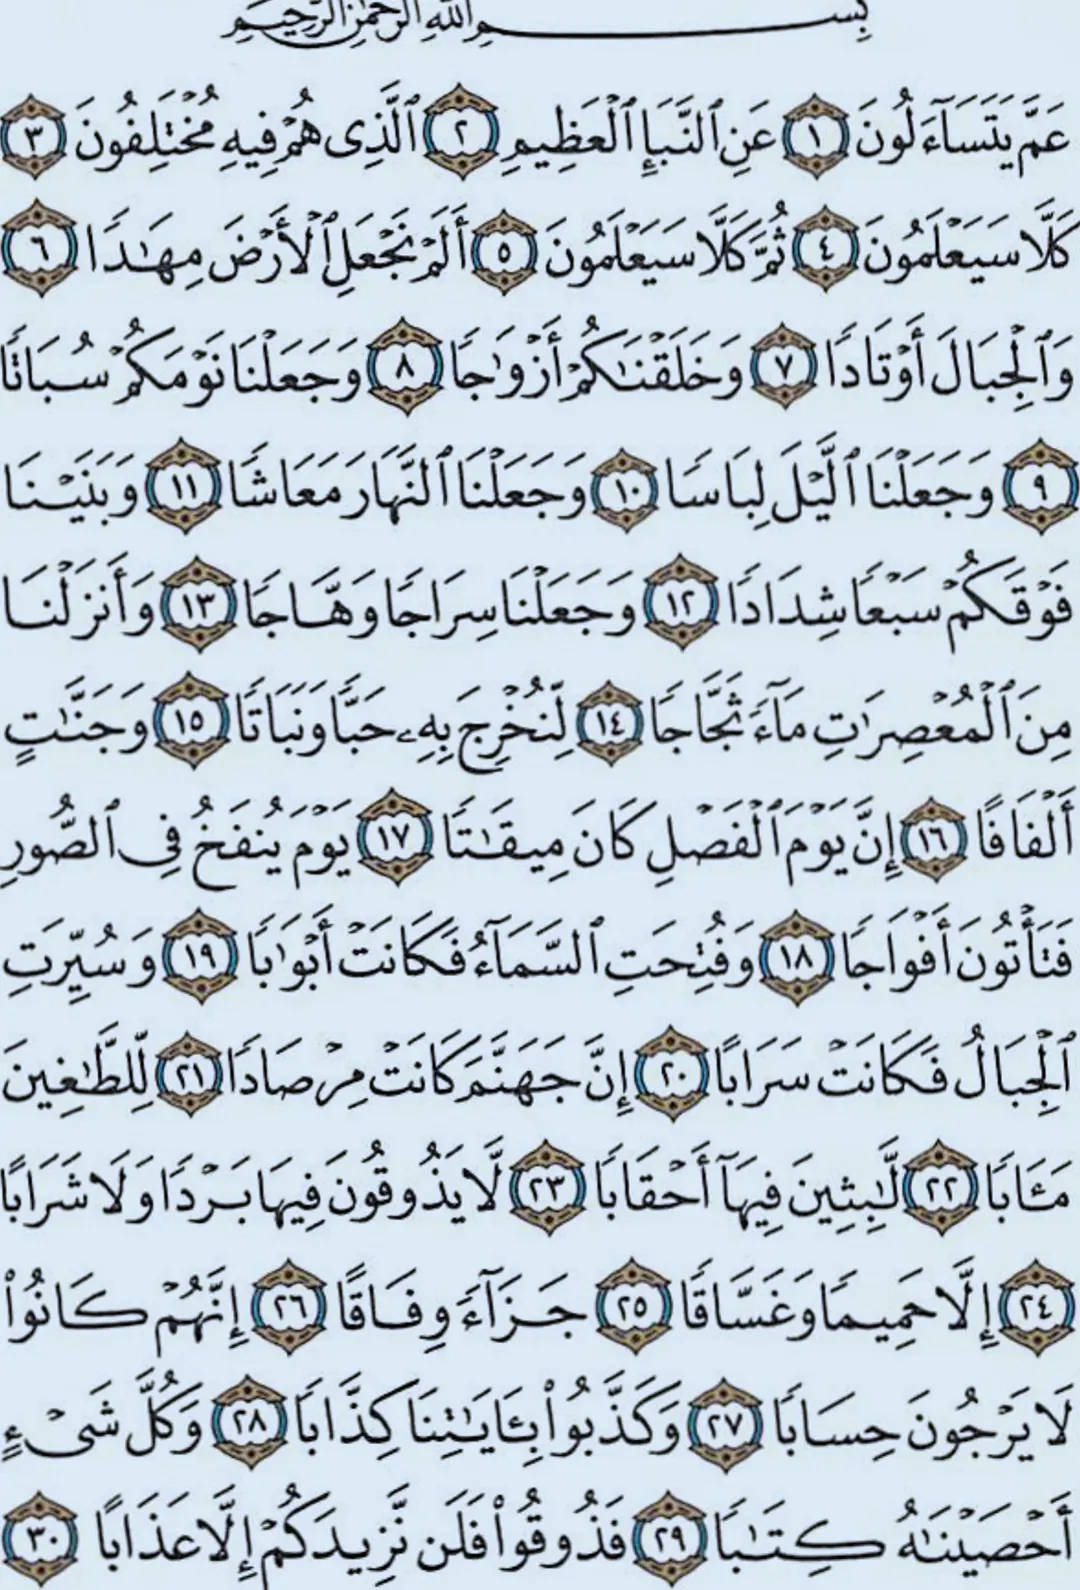 بِسْمِ ٱللَّهِ ٱلرَّحْمَٰنِ ٱلرَّحِيمِ
عَمَّ يَتَسَآءَلُونَ ١ عَنِ ٱلنَّبَإِ ٱلْعَظِيمِ ٢ ٱلَّذِى هُمْ فِيهِ مُخْتَلِفُونَ ٣
كَلَّا سَيَعْلَمُونَ ٤ ثُمَّ كَلَّا سَيَعْلَمُونَ ٥ أَلَمْ نَجْعَلِ ٱلْأَرْضَ مِهَٰدًا ٦
وَٱلْجِبَالَ أَوْتَادًا ٧ وَخَلَقْنَٰكُمْ أَزْوَٰجًا ٨ وَجَعَلْنَا نَوْمَكُمْ سُبَاتًا
٩ وَجَعَلْنَا ٱلَّيْلَ لِبَاسًا ١٠ وَجَعَلْنَا ٱلنَّهَارَ مَعَاشًا ١١ وَبَنَيْنَا
فَوْقَكُمْ سَبْعًا شِدَادًا ١٢ وَجَعَلْنَا سِرَاجًا وَهَّاجًا ١٣ وَأَنزَلْنَا
مِنَ ٱلْمُعْصِرَٰتِ مَآءً ثَجَّاجًا ١٤ لِّنُخْرِجَ بِهِۦ حَبًّا وَنَبَاتًا ١٥ وَجَنَّٰتٍ
أَلْفَافًا ١٦ إِنَّ يَوْمَ ٱلْفَصْلِ كَانَ مِيقَٰتًا ١٧ يَوْمَ يُنفَخُ فِى ٱلصُّورِ
فَتَأْتُونَ أَفْوَاجًا ١٨ وَفُتِحَتِ ٱلسَّمَآءُ فَكَانَتْ أَبْوَٰبًا ١٩ وَسُيِّرَتِ
ٱلْجِبَالُ فَكَانَتْ سَرَابًا ٢٠ إِنَّ جَهَنَّمَ كَانَتْ مِرْصَادًا ٢١ لِّلطَّٰغِينَ
مَـَٔابًا ٢٢ لَّٰبِثِينَ فِيهَآ أَحْقَابًا ٢٣ لَّا يَذُوقُونَ فِيهَا بَرْدًا وَلَا شَرَابًا
٢٤ إِلَّا حَمِيمًا وَغَسَّاقًا ٢٥ جَزَآءً وِفَاقًا ٢٦ إِنَّهُمْ كَانُوا۟
لَا يَرْجُونَ حِسَابًا ٢٧ وَكَذَّبُوا۟ بِـَٔايَٰتِنَا كِذَّابًا ٢٨ وَكُلَّ شَىْءٍ
أَحْصَيْنَٰهُ كِتَٰبًا ٢٩ فَذُوقُوا۟ فَلَن نَّزِيدَكُمْ إِلَّا عَذَابًا ٣٠